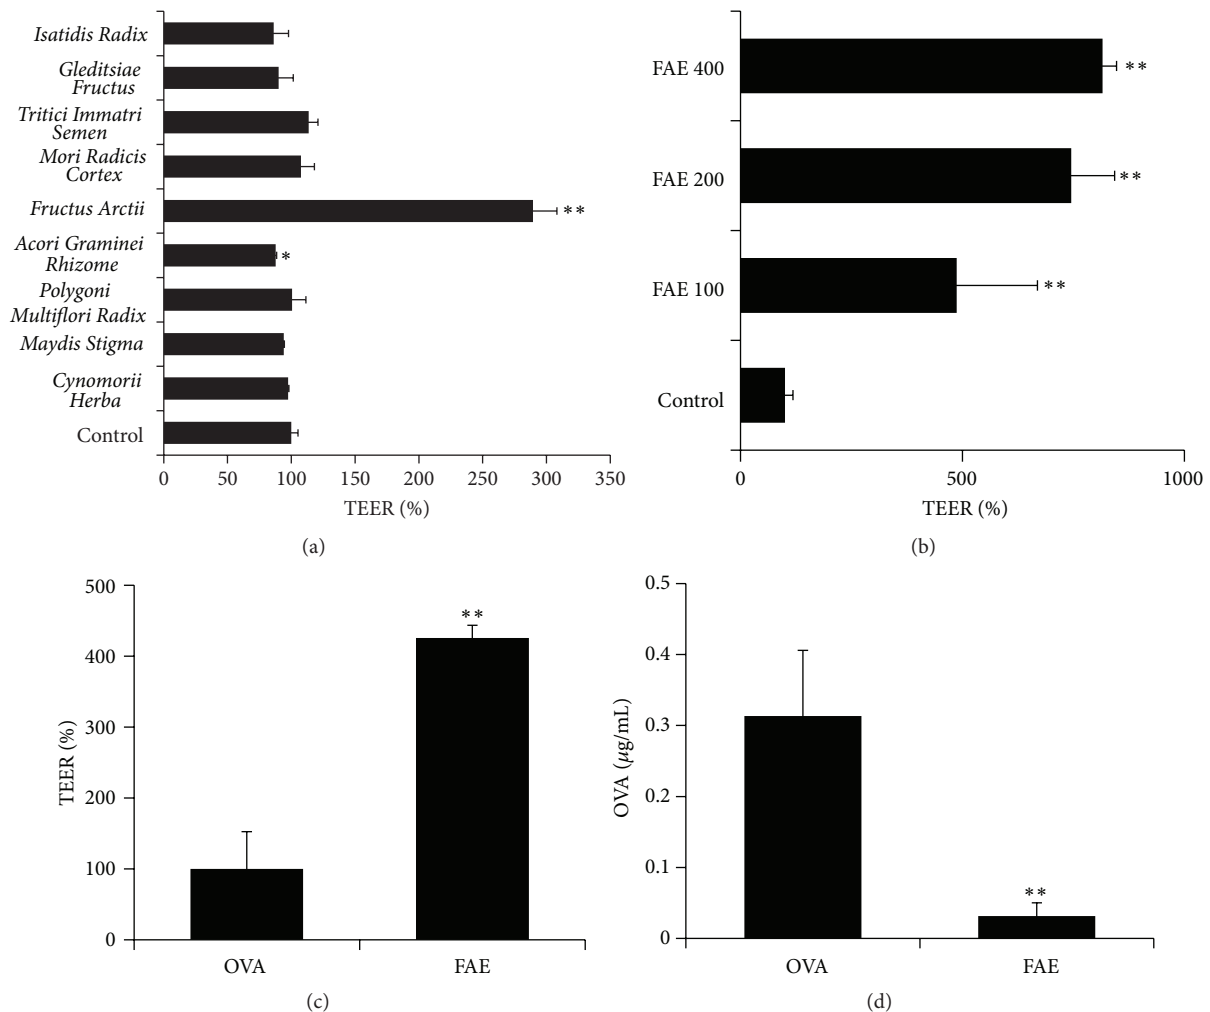 Isatidis Radix
Gleditsiae
Fructus
Tritici Immatri
Semen
Mori Radicis
Cortex
Fructus Arctii
**
Acori Graminei
Rhizome
*
Polygoni
Multiflori Radix
Maydis Stigma
Cynomorii
Herba
Control
0 50 100 150 200 250 300 350
TEER (%)
(a)
FAE 400
**
FAE 200
**
FAE 100
**
Control
0 500 1000
TEER (%)
(b)
500
400
300
200
100
0
TEER (%)
**
OVA FAE
(c)
0.5
0.4
0.3
0.2
0.1
0
OVA (μg/mL)
**
OVA FAE
(d)